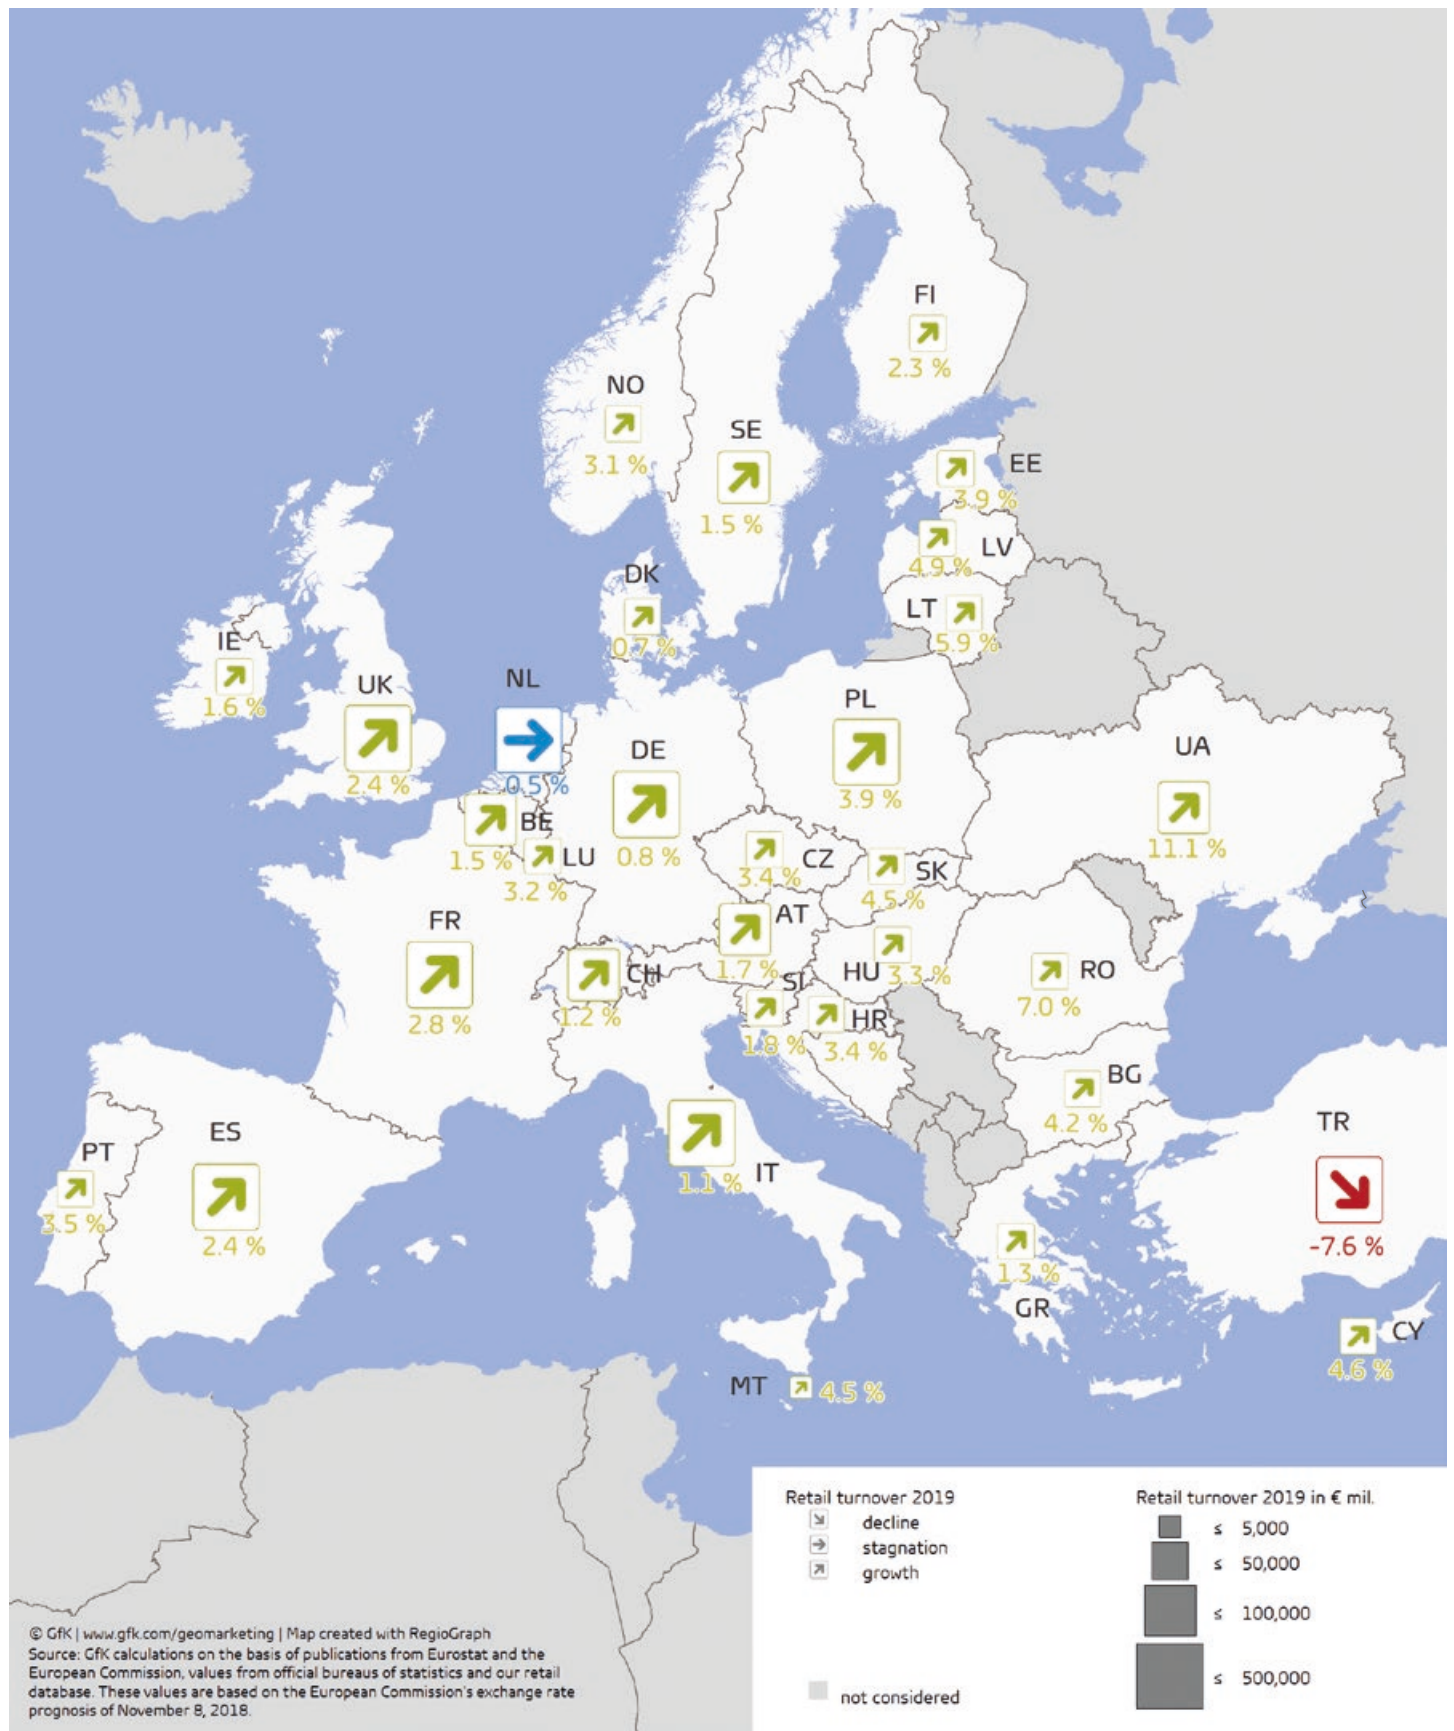 FI
2.3 %
NO
3.1 %
SE
1.5 %
EE
3.9 %
LV
4.9 %
DK
0.7 %
LT
5.9 %
IE
1.6 %
UK
2.4 %
NL
0.5 %
DE
0.8 %
PL
3.9 %
UA
11.1 %
BE
1.5 %
LU
3.2 %
CZ
3.4 %
SK
4.5 %
FR
2.8 %
AT
1.7 %
CH
1.2 %
SI
1.8 %
HU
3.3 %
HR
3.4 %
RO
7.0 %
BG
4.2 %
PT
3.5 %
ES
2.4 %
IT
1.1 %
TR
-7.6 %
GR
1.3 %
CY
4.6 %
MT
4.5 %
Retail turnover 2019
decline
stagnation
growth
not considered
Retail turnover 2019 in € mil.
≤ 5,000
≤ 50,000
≤ 100,000
≤ 500,000
© GfK | www.gfk.com/geomarketing | Map created with RegioGraph
Source: GfK calculations on the basis of publications from Eurostat and the
European Commission, values from official bureaus of statistics and our retail
database. These values are based on the European Commission's exchange rate
prognosis of November 8, 2018.